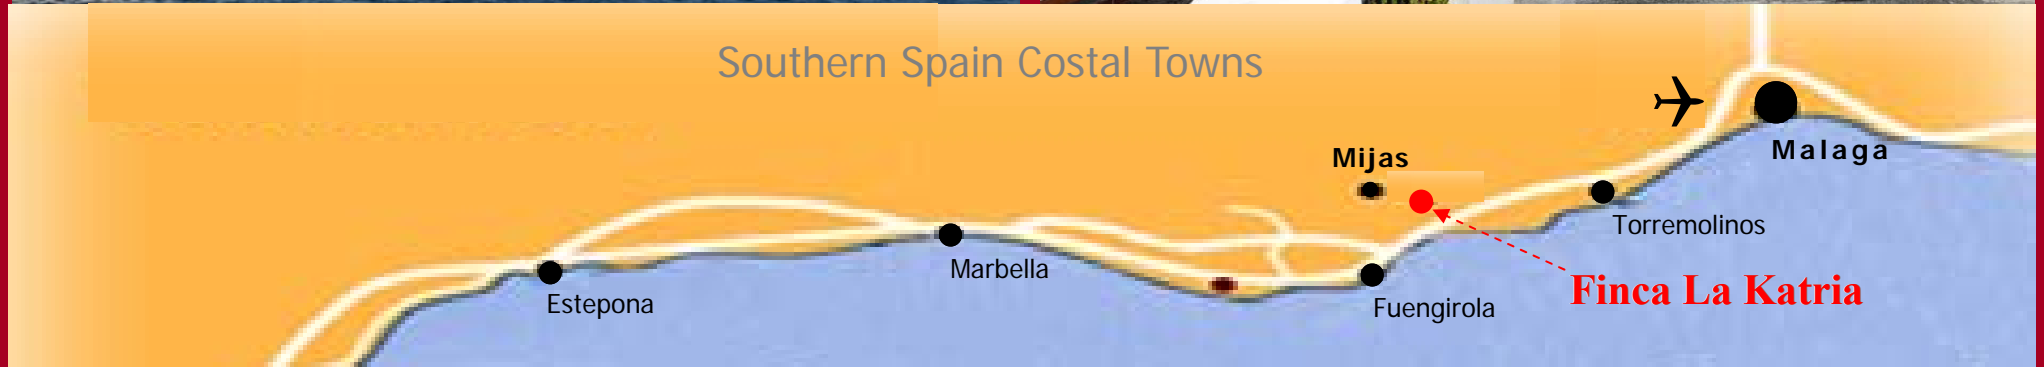 Southern Spain Costal Towns
Mijas
Malaga
Torremolinos
Marbella
Estepona
Fuengirola
Finca La Katria